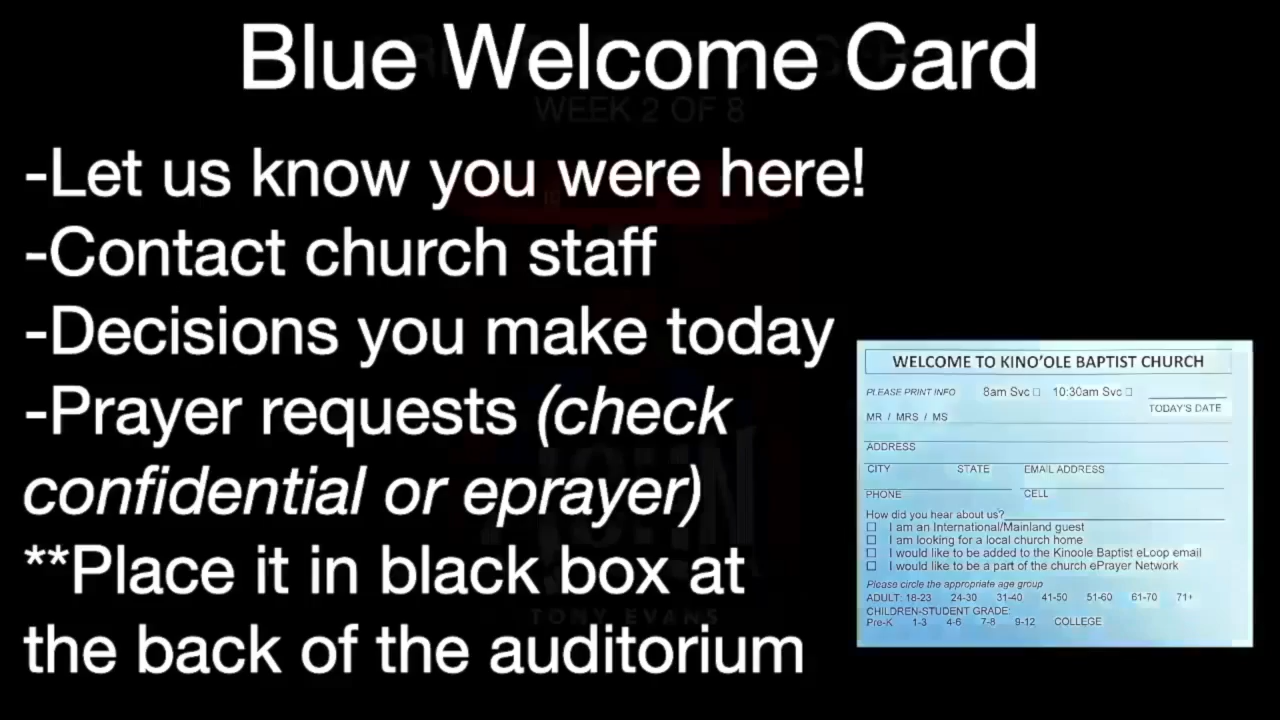 Blue Welcome Card
WEEK 2 OF 8
-Let us know you were here!
-Contact church staff
-Decisions you make today
-Prayer requests (check
confidential or eprayer)
**Place it in black box at
the back of the auditorium
JOHN
TONY EVANS
WELCOME TO KINO'OLE BAPTIST CHURCH
PLEASE PRINT INFO 8am Svc □ 10:30am Svc □
TODAY'S DATE
MR / MRS / MS
ADDRESS
CITY STATE EMAIL ADDRESS
PHONE CELL
How did you hear about us?
□ I am an International/Mainland guest
□ I am looking for a local church home
□ I would like to be added to the Kinoole Baptist eLoop email
□ I would like to be a part of the church ePrayer Network
Please circle the appropriate age group
ADULT: 18-23 24-30 31-40 41-50 51-60 61-70 71+
CHILDREN-STUDENT GRADE:
Pre-K 1-3 4-6 7-8 9-12 COLLEGE